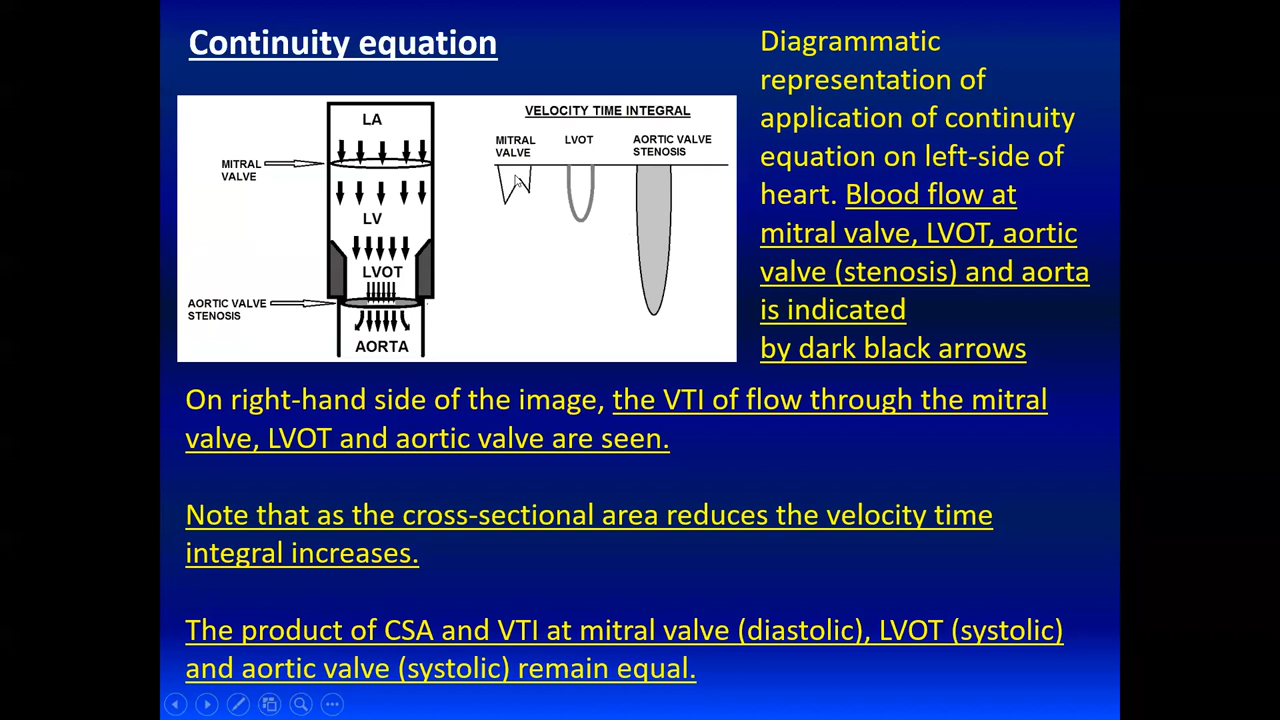 Continuity equation
LA
MITRAL
VALVE
LV
LVOT
AORTIC VALVE
STENOSIS
AORTA
VELOCITY TIME INTEGRAL
MITRAL
VALVE
LVOT
AORTIC VALVE
STENOSIS
Diagrammatic
representation of
application of continuity
equation on left-side of
heart. Blood flow at
mitral valve, LVOT, aortic
valve (stenosis) and aorta
is indicated
by dark black arrows
On right-hand side of the image, the VTI of flow through the mitral
valve, LVOT and aortic valve are seen.
Note that as the cross-sectional area reduces the velocity time
integral increases.
The product of CSA and VTI at mitral valve (diastolic), LVOT (systolic)
and aortic valve (systolic) remain equal.